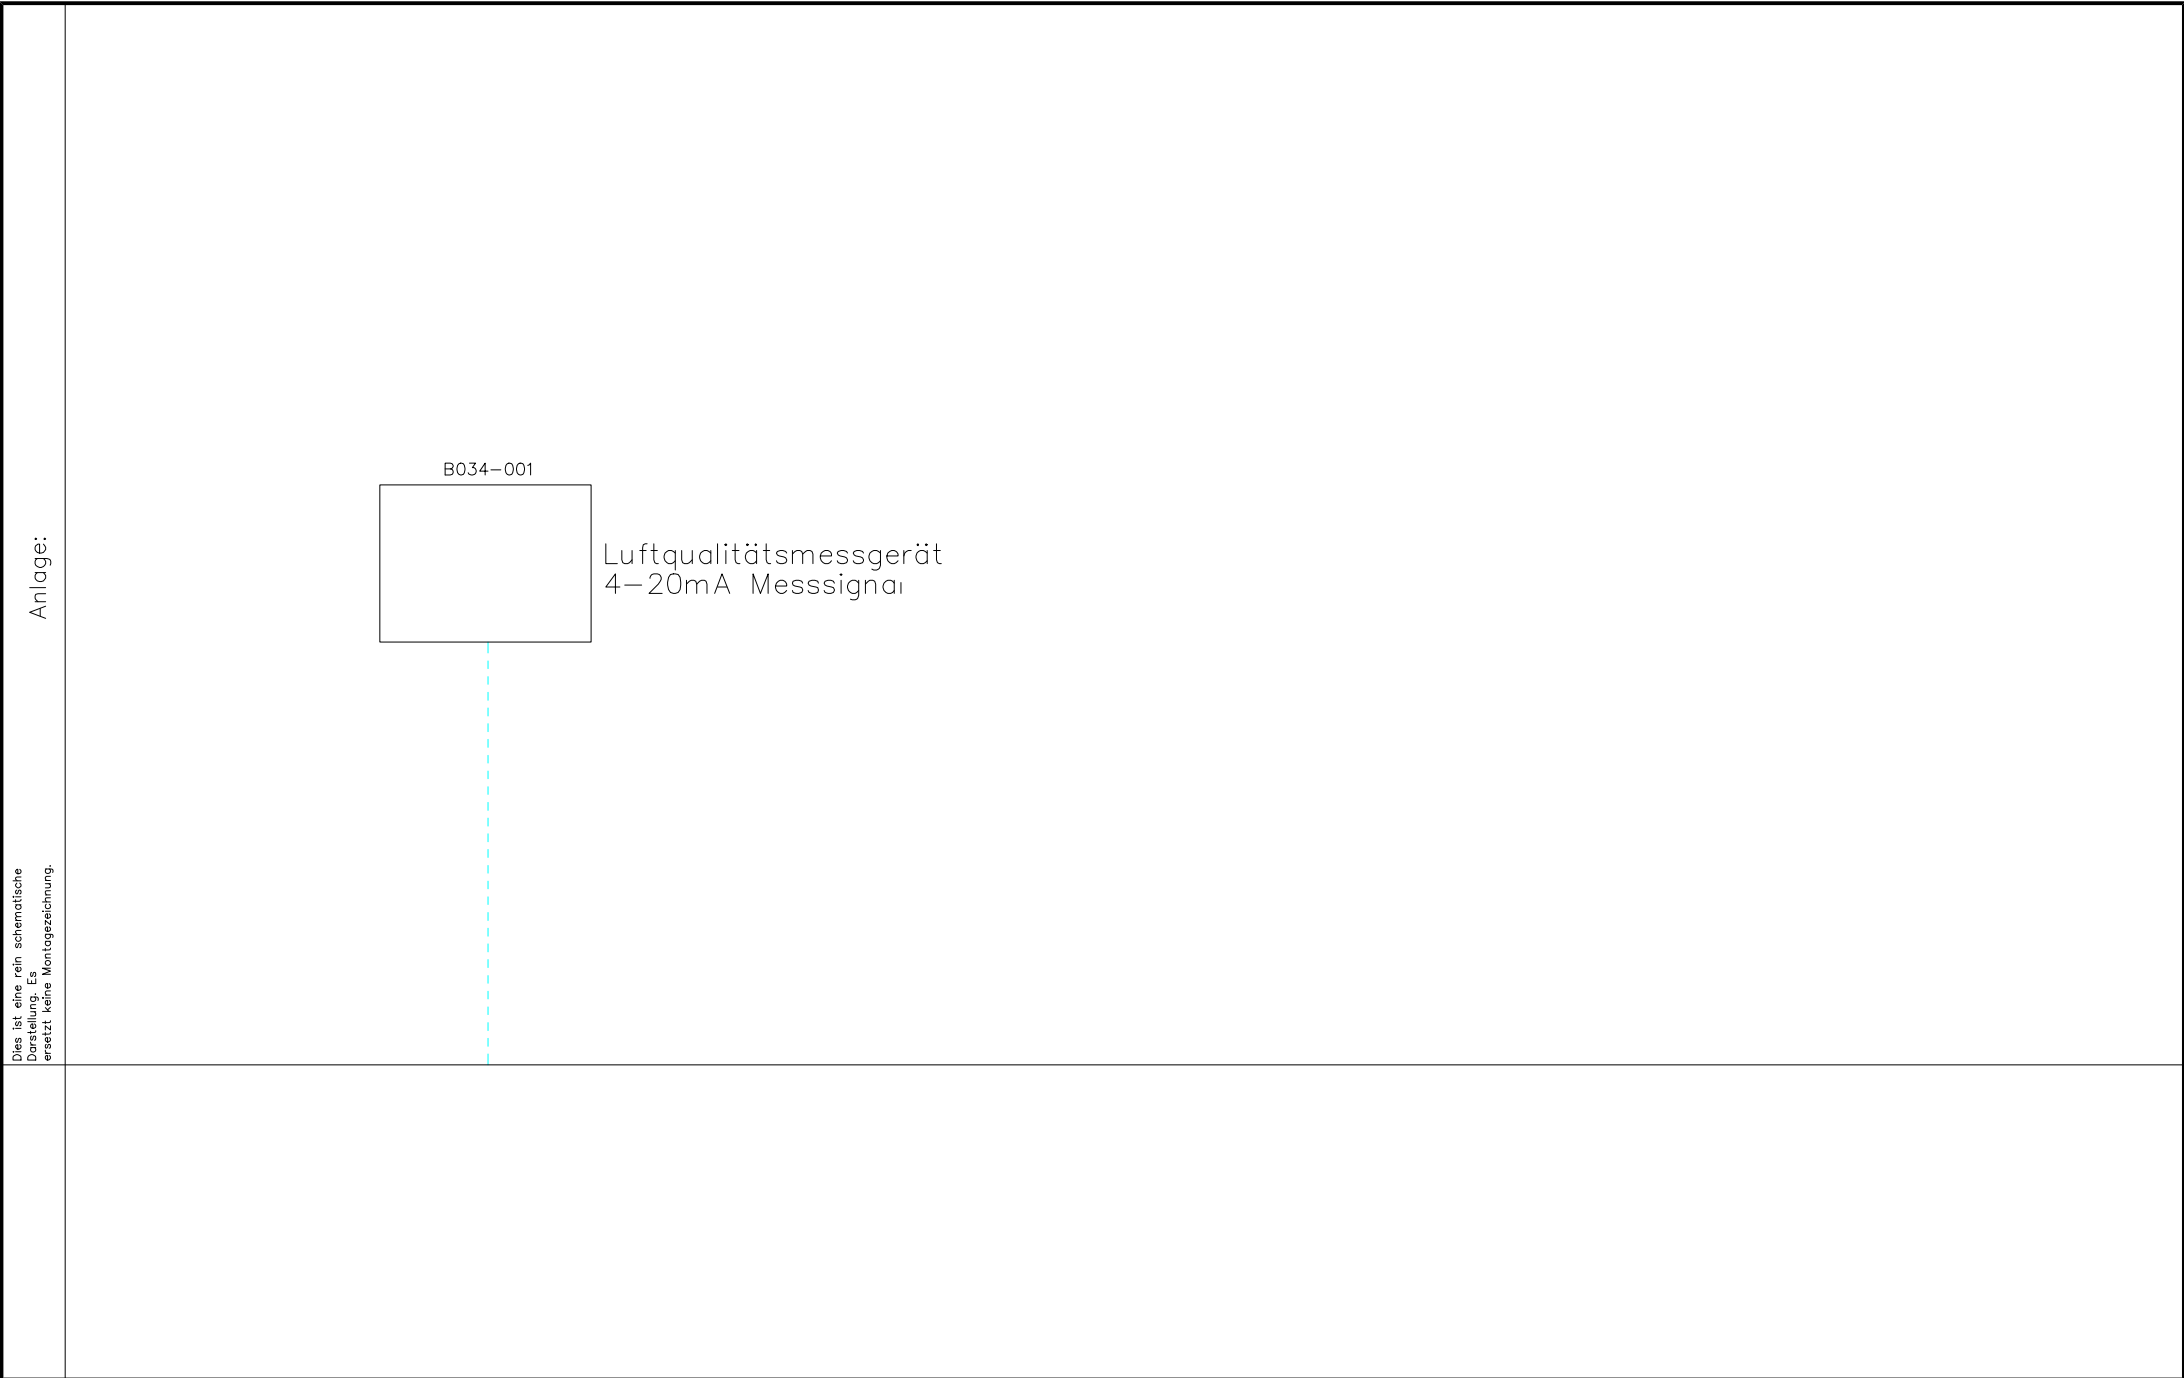 B034-001
Luftqualitätsmessgerät
4-20mA Messsignal
Anlage:
Dies ist eine rein schematische
Darstellung. Es
ersetzt keine Montagezeichnung.